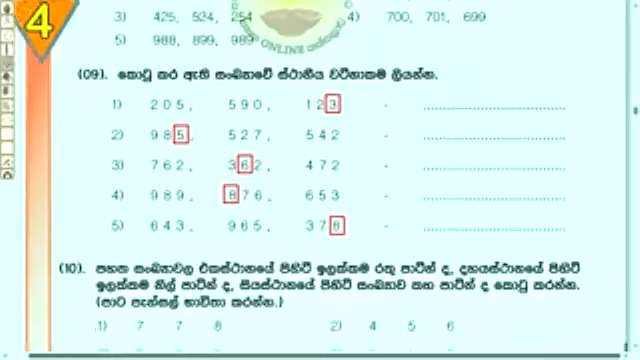 4
3) 425, 524, 254
4) 700, 701, 699
5) 988, 899, 989
ONLINE
(09). කොටු කර ඇති සංඛ්‍යාවේ ස්ථානීය වටිනාකම ලියන්න.
1) 205, 590, 123 - ........................................
2) 985, 527, 542 - ........................................
3) 762, 362, 472 - ........................................
4) 989, 876, 653 - ........................................
5) 643, 965, 378 - ........................................
(10). පහත සංඛ්‍යාවල එකස්ථානයේ පිහිටි ඉලක්කම රතු පාටින් ද, දහයස්ථානයේ පිහිටි
ඉලක්කම නිල් පාටින් ද, සියස්ථානයේ පිහිටි සංඛ්‍යාව කහ පාටින් ද කොටු කරන්න.
(පාට පැන්සල් භාවිතා කරන්න.)
1) 7 7 8
2) 4 5 6